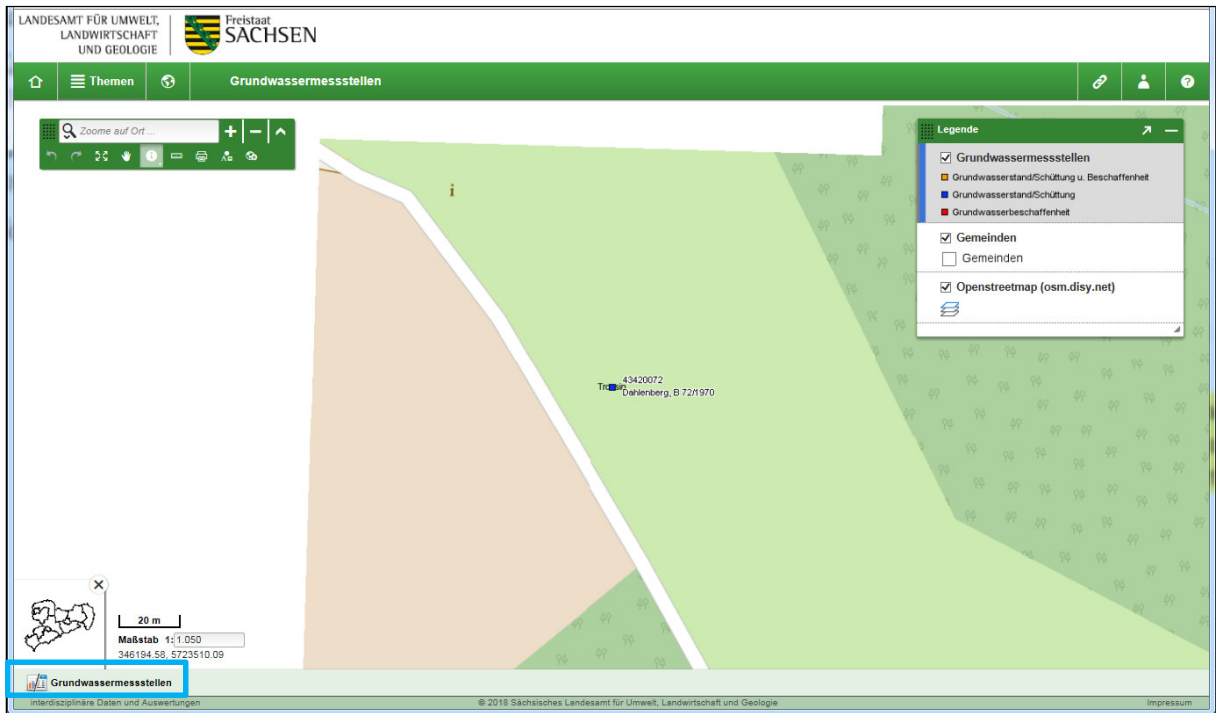 LANDESAMT FÜR UMWELT,
LANDWIRTSCHAFT
UND GEOLOGIE
Freistaat
SACHSEN
Themen
Grundwassermessstellen
Zoome auf Ort ...
Legende
Grundwassermessstellen
Grundwasserstand/Schüttung u. Beschaffenheit
Grundwasserstand/Schüttung
Grundwasserbeschaffenheit
Gemeinden
Gemeinden
Openstreetmap (osm.disy.net)
i
43420072
Dahlenberg, B 72/1970
20 m
Maßstab 1: 1.050
346194.58, 5723510.09
Grundwassermessstellen
interdisziplinäre Daten und Auswertungen
© 2018 Sächsisches Landesamt für Umwelt, Landwirtschaft und Geologie
Impressum